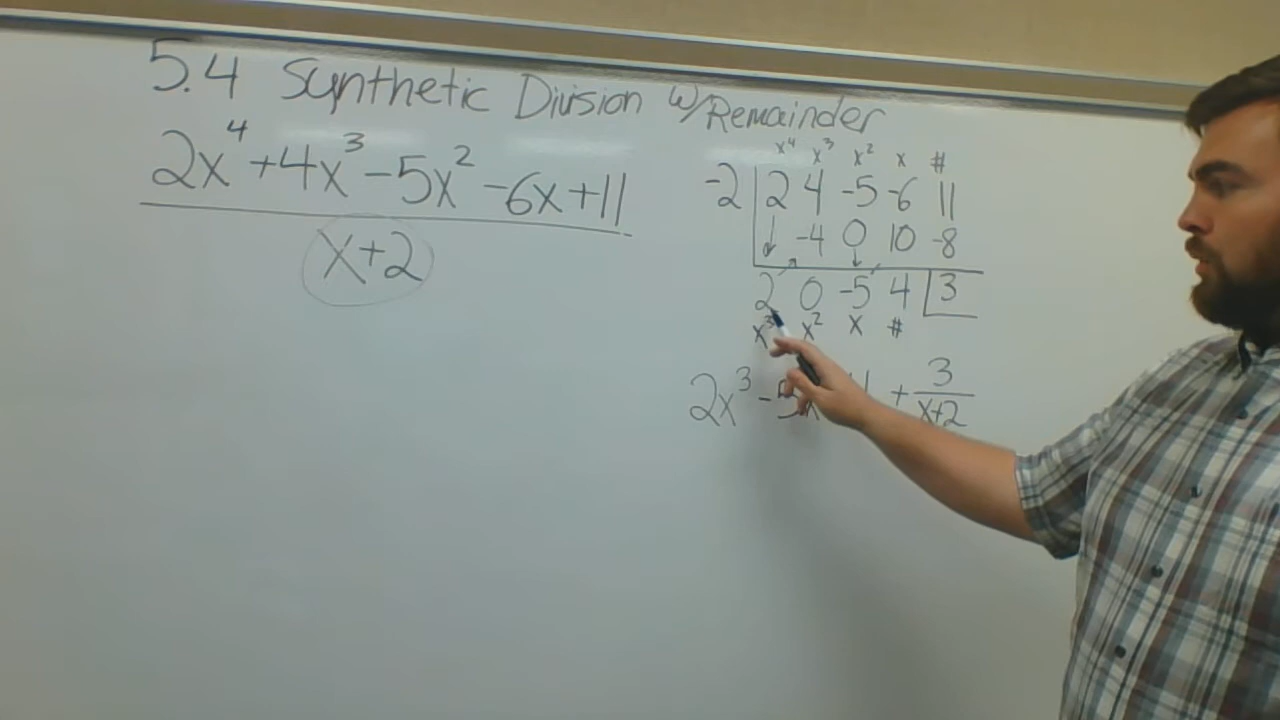 5.4 Synthetic Division w/Remainder
2x⁴+4x³-5x²-6x+11
x+2
x⁴ x³ x² x #
-2 2 4 -5 -6 11
-4 0 10 -8
2 0 -5 4 3
x³ x² x #
2x³ -5x + 3
x+2